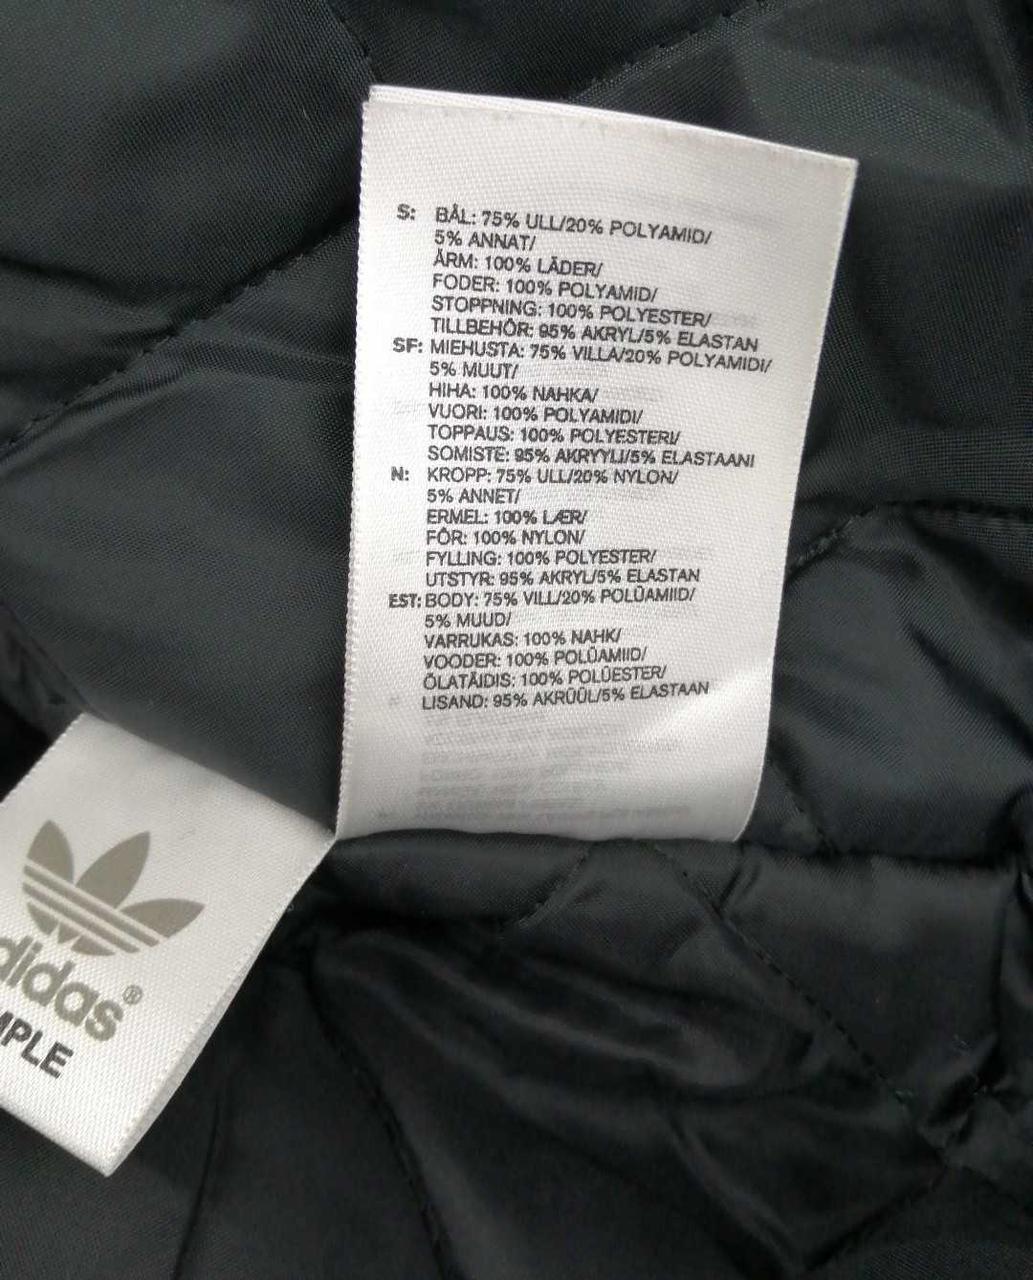 S: BÅL: 75% ULL/20% POLYAMID/
5% ANNAT/
ÄRM: 100% LÄDER/
FODER: 100% POLYAMID/
STOPPNING: 100% POLYESTER/
TILLBEHÖR: 95% AKRYL/5% ELASTAN
SF: MIEHUSTA: 75% VILLA/20% POLYAMIDI/
5% MUUT/
HIHA: 100% NAHKA/
VUORI: 100% POLYAMIDI/
TOPPAUS: 100% POLYESTERI/
SOMISTE: 95% AKRYYLI/5% ELASTAANI
N: KROPP: 75% ULL/20% NYLON/
5% ANNET/
ERMEL: 100% LÆR/
FÔR: 100% NYLON/
FYLLING: 100% POLYESTER/
UTSTYR: 95% AKRYL/5% ELASTAN
EST: BODY: 75% VILL/20% POLÜAMIID/
5% MUUD/
VARRUKAS: 100% NAHK/
VOODER: 100% POLÜAMIID/
ÕLATÄIDIS: 100% POLÜESTER/
LISAND: 95% AKRÜÜL/5% ELASTAAN
didas®
MPLE